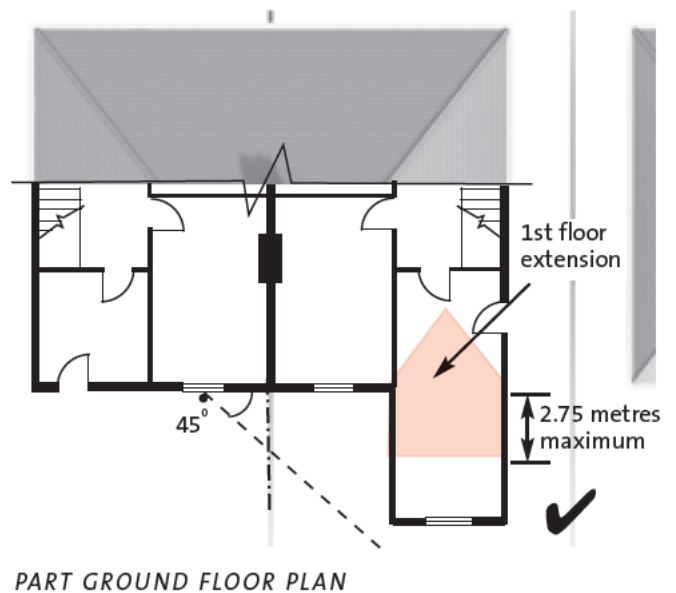 1st floor
extension
45°
2.75 metres
maximum
PART GROUND FLOOR PLAN